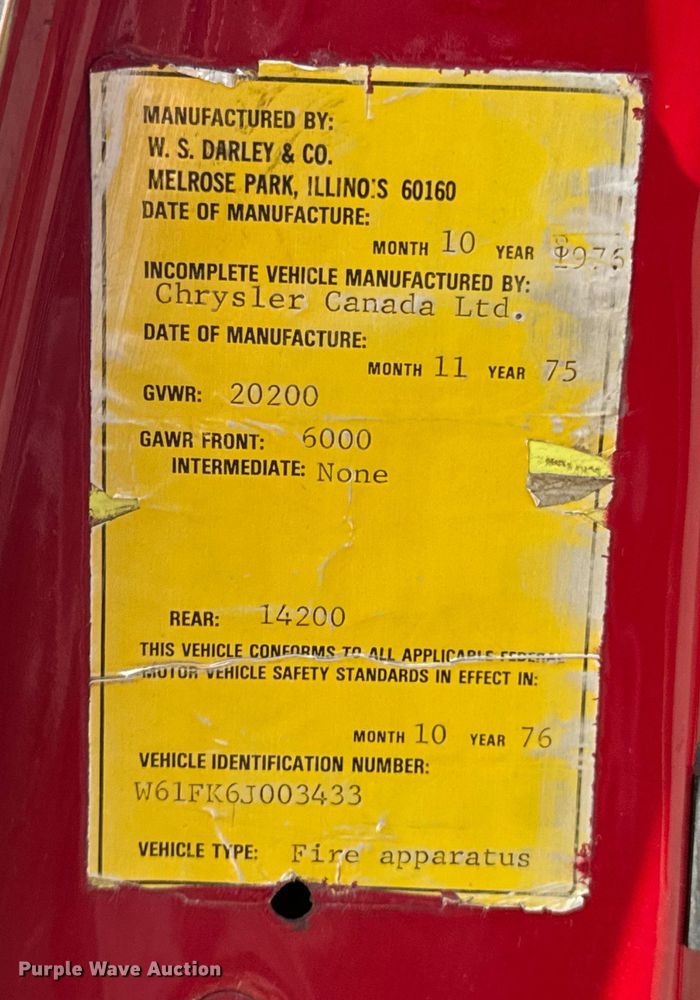 MANUFACTURED BY:
W. S. DARLEY & CO.
MELROSE PARK, ILLINOIS 60160
DATE OF MANUFACTURE:
MONTH 10 YEAR 1976
INCOMPLETE VEHICLE MANUFACTURED BY:
Chrysler Canada Ltd.
DATE OF MANUFACTURE:
MONTH 11 YEAR 75
GVWR: 20200
GAWR FRONT: 6000
INTERMEDIATE: None
REAR: 14200
THIS VEHICLE CONFORMS TO ALL APPLICABLE FEDERAL
MOTOR VEHICLE SAFETY STANDARDS IN EFFECT IN:
MONTH 10 YEAR 76
VEHICLE IDENTIFICATION NUMBER:
W61FK6J003433
VEHICLE TYPE: Fire apparatus
Purple Wave Auction